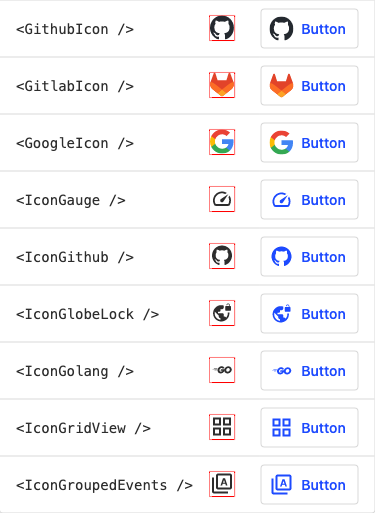 <GithubIcon /> Button
<GitlabIcon /> Button
<GoogleIcon /> Button
<IconGauge /> Button
<IconGithub /> Button
<IconGlobeLock /> Button
<IconGolang /> GO GO Button
<IconGridView /> Button
<IconGroupedEvents /> A A Button